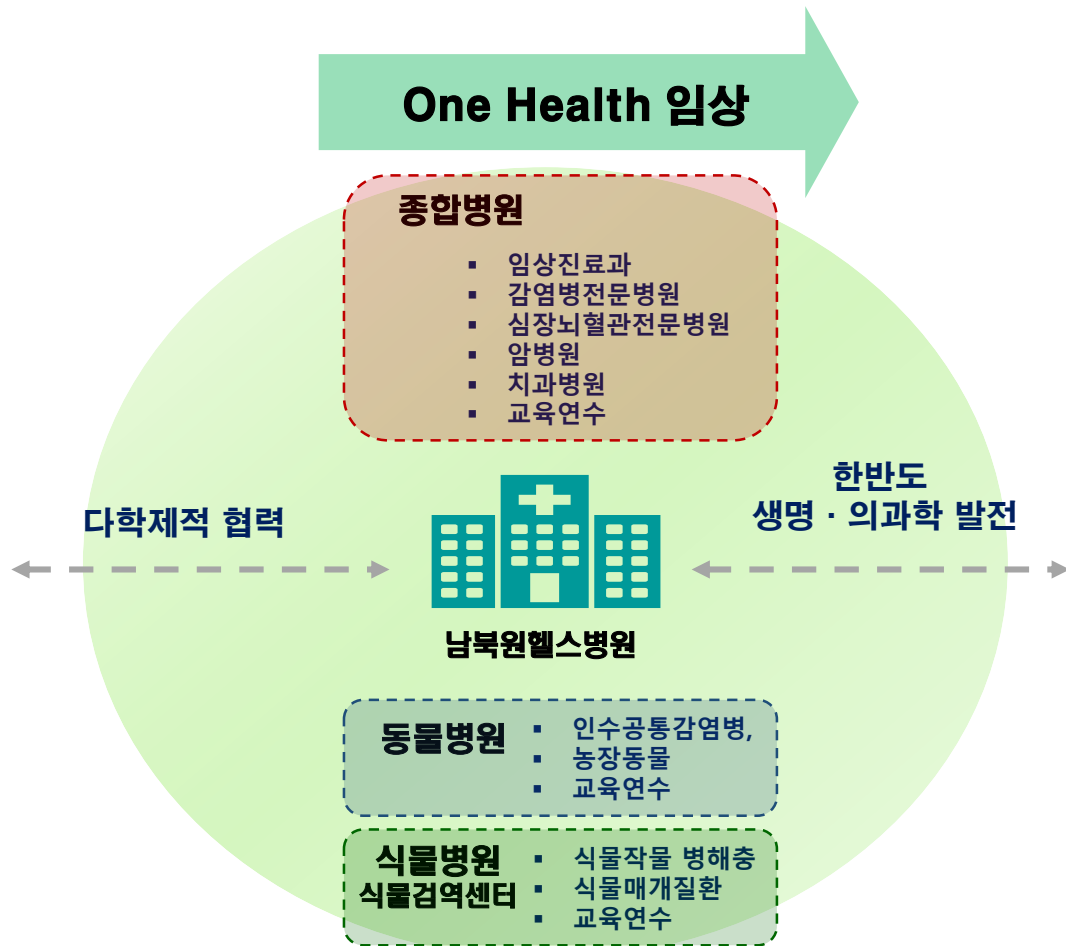 One Health 임상
종합병원
▪ 임상진료과
▪ 감염병전문병원
▪ 심장뇌혈관전문병원
▪ 암병원
▪ 치과병원
▪ 교육연수
다학제적 협력
한반도
생명 · 의과학 발전
남북원헬스병원
동물병원
▪ 인수공통감염병,
▪ 농장동물
▪ 교육연수
식물병원
식물검역센터
▪ 식물작물 병해충
▪ 식물매개질환
▪ 교육연수